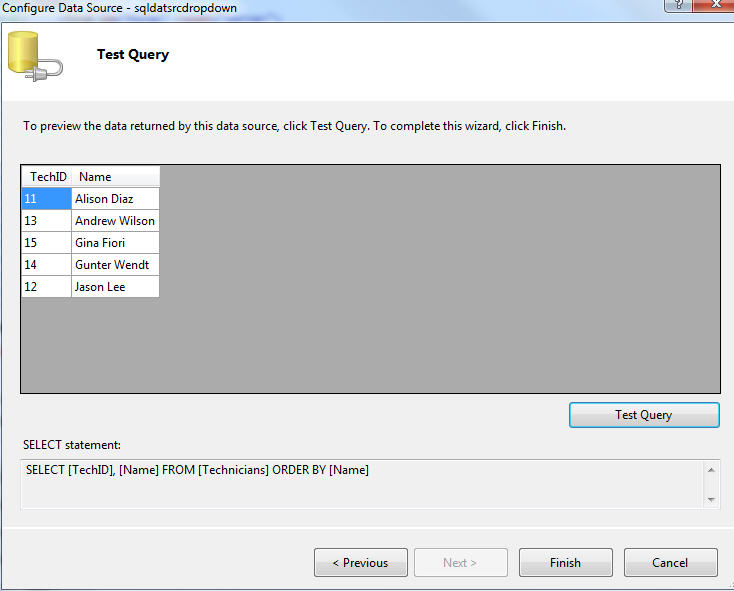 Configure Data Source - sqldatsrcdropdown
? X
Test Query
To preview the data returned by this data source, click Test Query. To complete this wizard, click Finish.
TechID Name
11 Alison Diaz
13 Andrew Wilson
15 Gina Fiori
14 Gunter Wendt
12 Jason Lee
Test Query
SELECT statement:
SELECT [TechID], [Name] FROM [Technicians] ORDER BY [Name]
< Previous Next > Finish Cancel